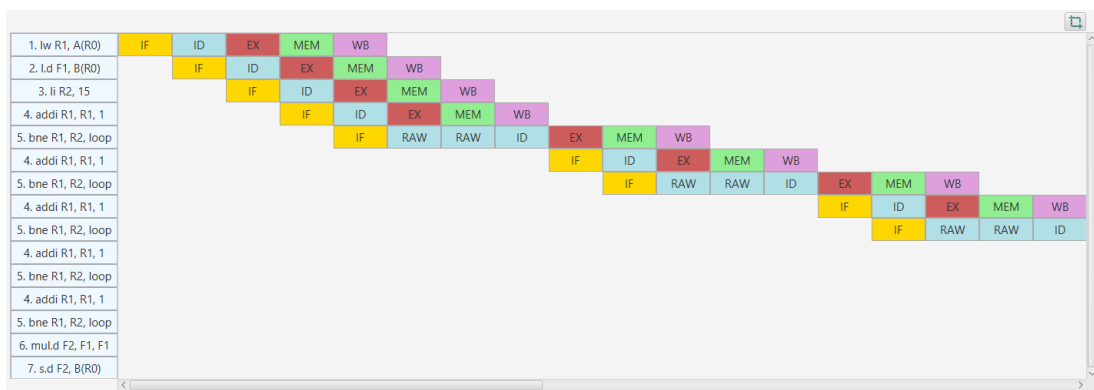 1. lw R1, A(R0) IF ID EX MEM WB
2. l.d F1, B(R0) IF ID EX MEM WB
3. li R2, 15 IF ID EX MEM WB
4. addi R1, R1, 1 IF ID EX MEM WB
5. bne R1, R2, loop IF RAW RAW ID EX MEM WB
4. addi R1, R1, 1 IF ID EX MEM WB
5. bne R1, R2, loop IF RAW RAW ID EX MEM WB
4. addi R1, R1, 1 IF ID EX MEM WB
5. bne R1, R2, loop IF RAW RAW ID
4. addi R1, R1, 1
5. bne R1, R2, loop
4. addi R1, R1, 1
5. bne R1, R2, loop
6. mul.d F2, F1, F1
7. s.d F2, B(R0)